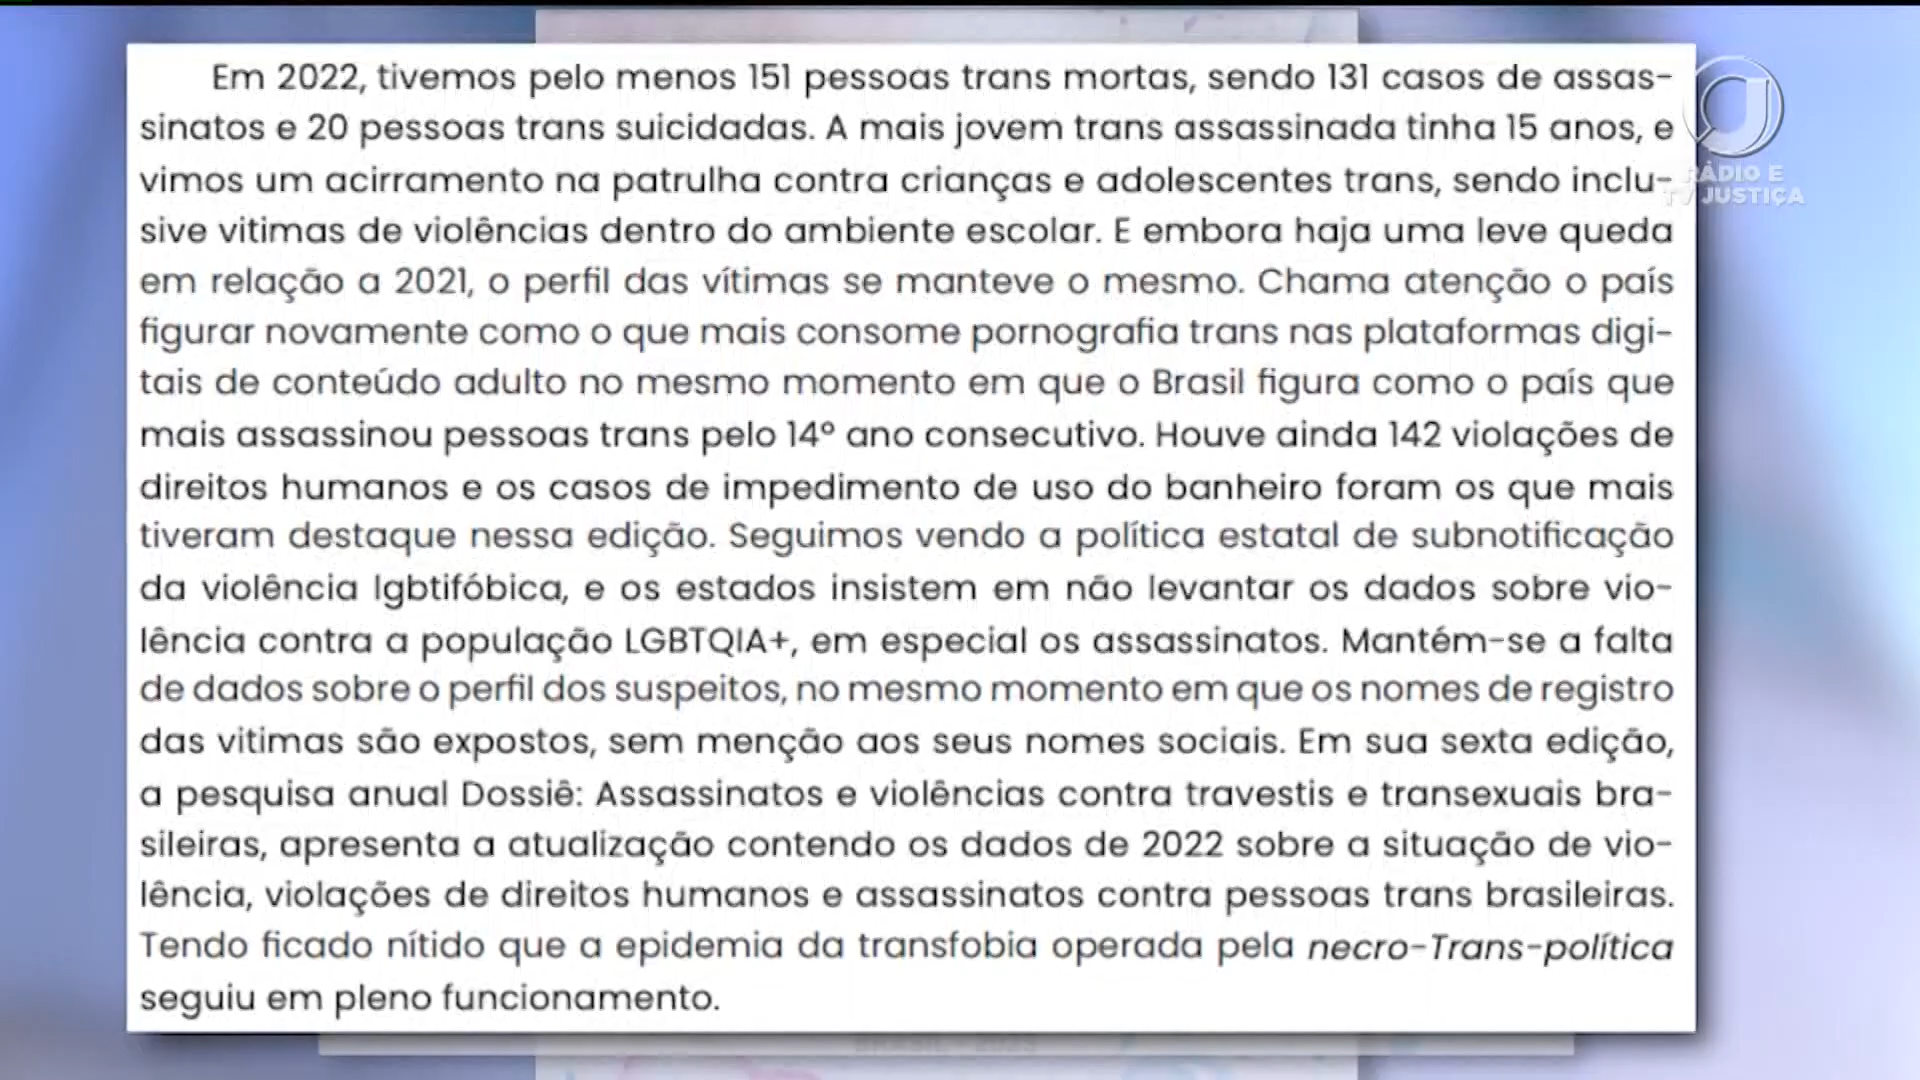 Em 2022, tivemos pelo menos 151 pessoas trans mortas, sendo 131 casos de assas-
sinatos e 20 pessoas trans suicidadas. A mais jovem trans assassinada tinha 15 anos, e
vimos um acirramento na patrulha contra crianças e adolescentes trans, sendo inclu-
sive vitimas de violências dentro do ambiente escolar. E embora haja uma leve queda
em relação a 2021, o perfil das vítimas se manteve o mesmo. Chama atenção o país
figurar novamente como o que mais consome pornografia trans nas plataformas digi-
tais de conteúdo adulto no mesmo momento em que o Brasil figura como o país que
mais assassinou pessoas trans pelo 14º ano consecutivo. Houve ainda 142 violações de
direitos humanos e os casos de impedimento de uso do banheiro foram os que mais
tiveram destaque nessa edição. Seguimos vendo a política estatal de subnotificação
da violência lgbtifóbica, e os estados insistem em não levantar os dados sobre vio-
lência contra a população LGBTQIA+, em especial os assassinatos. Mantém-se a falta
de dados sobre o perfil dos suspeitos, no mesmo momento em que os nomes de registro
das vitimas são expostos, sem menção aos seus nomes sociais. Em sua sexta edição,
a pesquisa anual Dossiê: Assassinatos e violências contra travestis e transexuais bra-
sileiras, apresenta a atualização contendo os dados de 2022 sobre a situação de vio-
lência, violações de direitos humanos e assassinatos contra pessoas trans brasileiras.
Tendo ficado nítido que a epidemia da transfobia operada pela necro-Trans-política
seguiu em pleno funcionamento.
RÁDIO E
TV JUSTIÇA